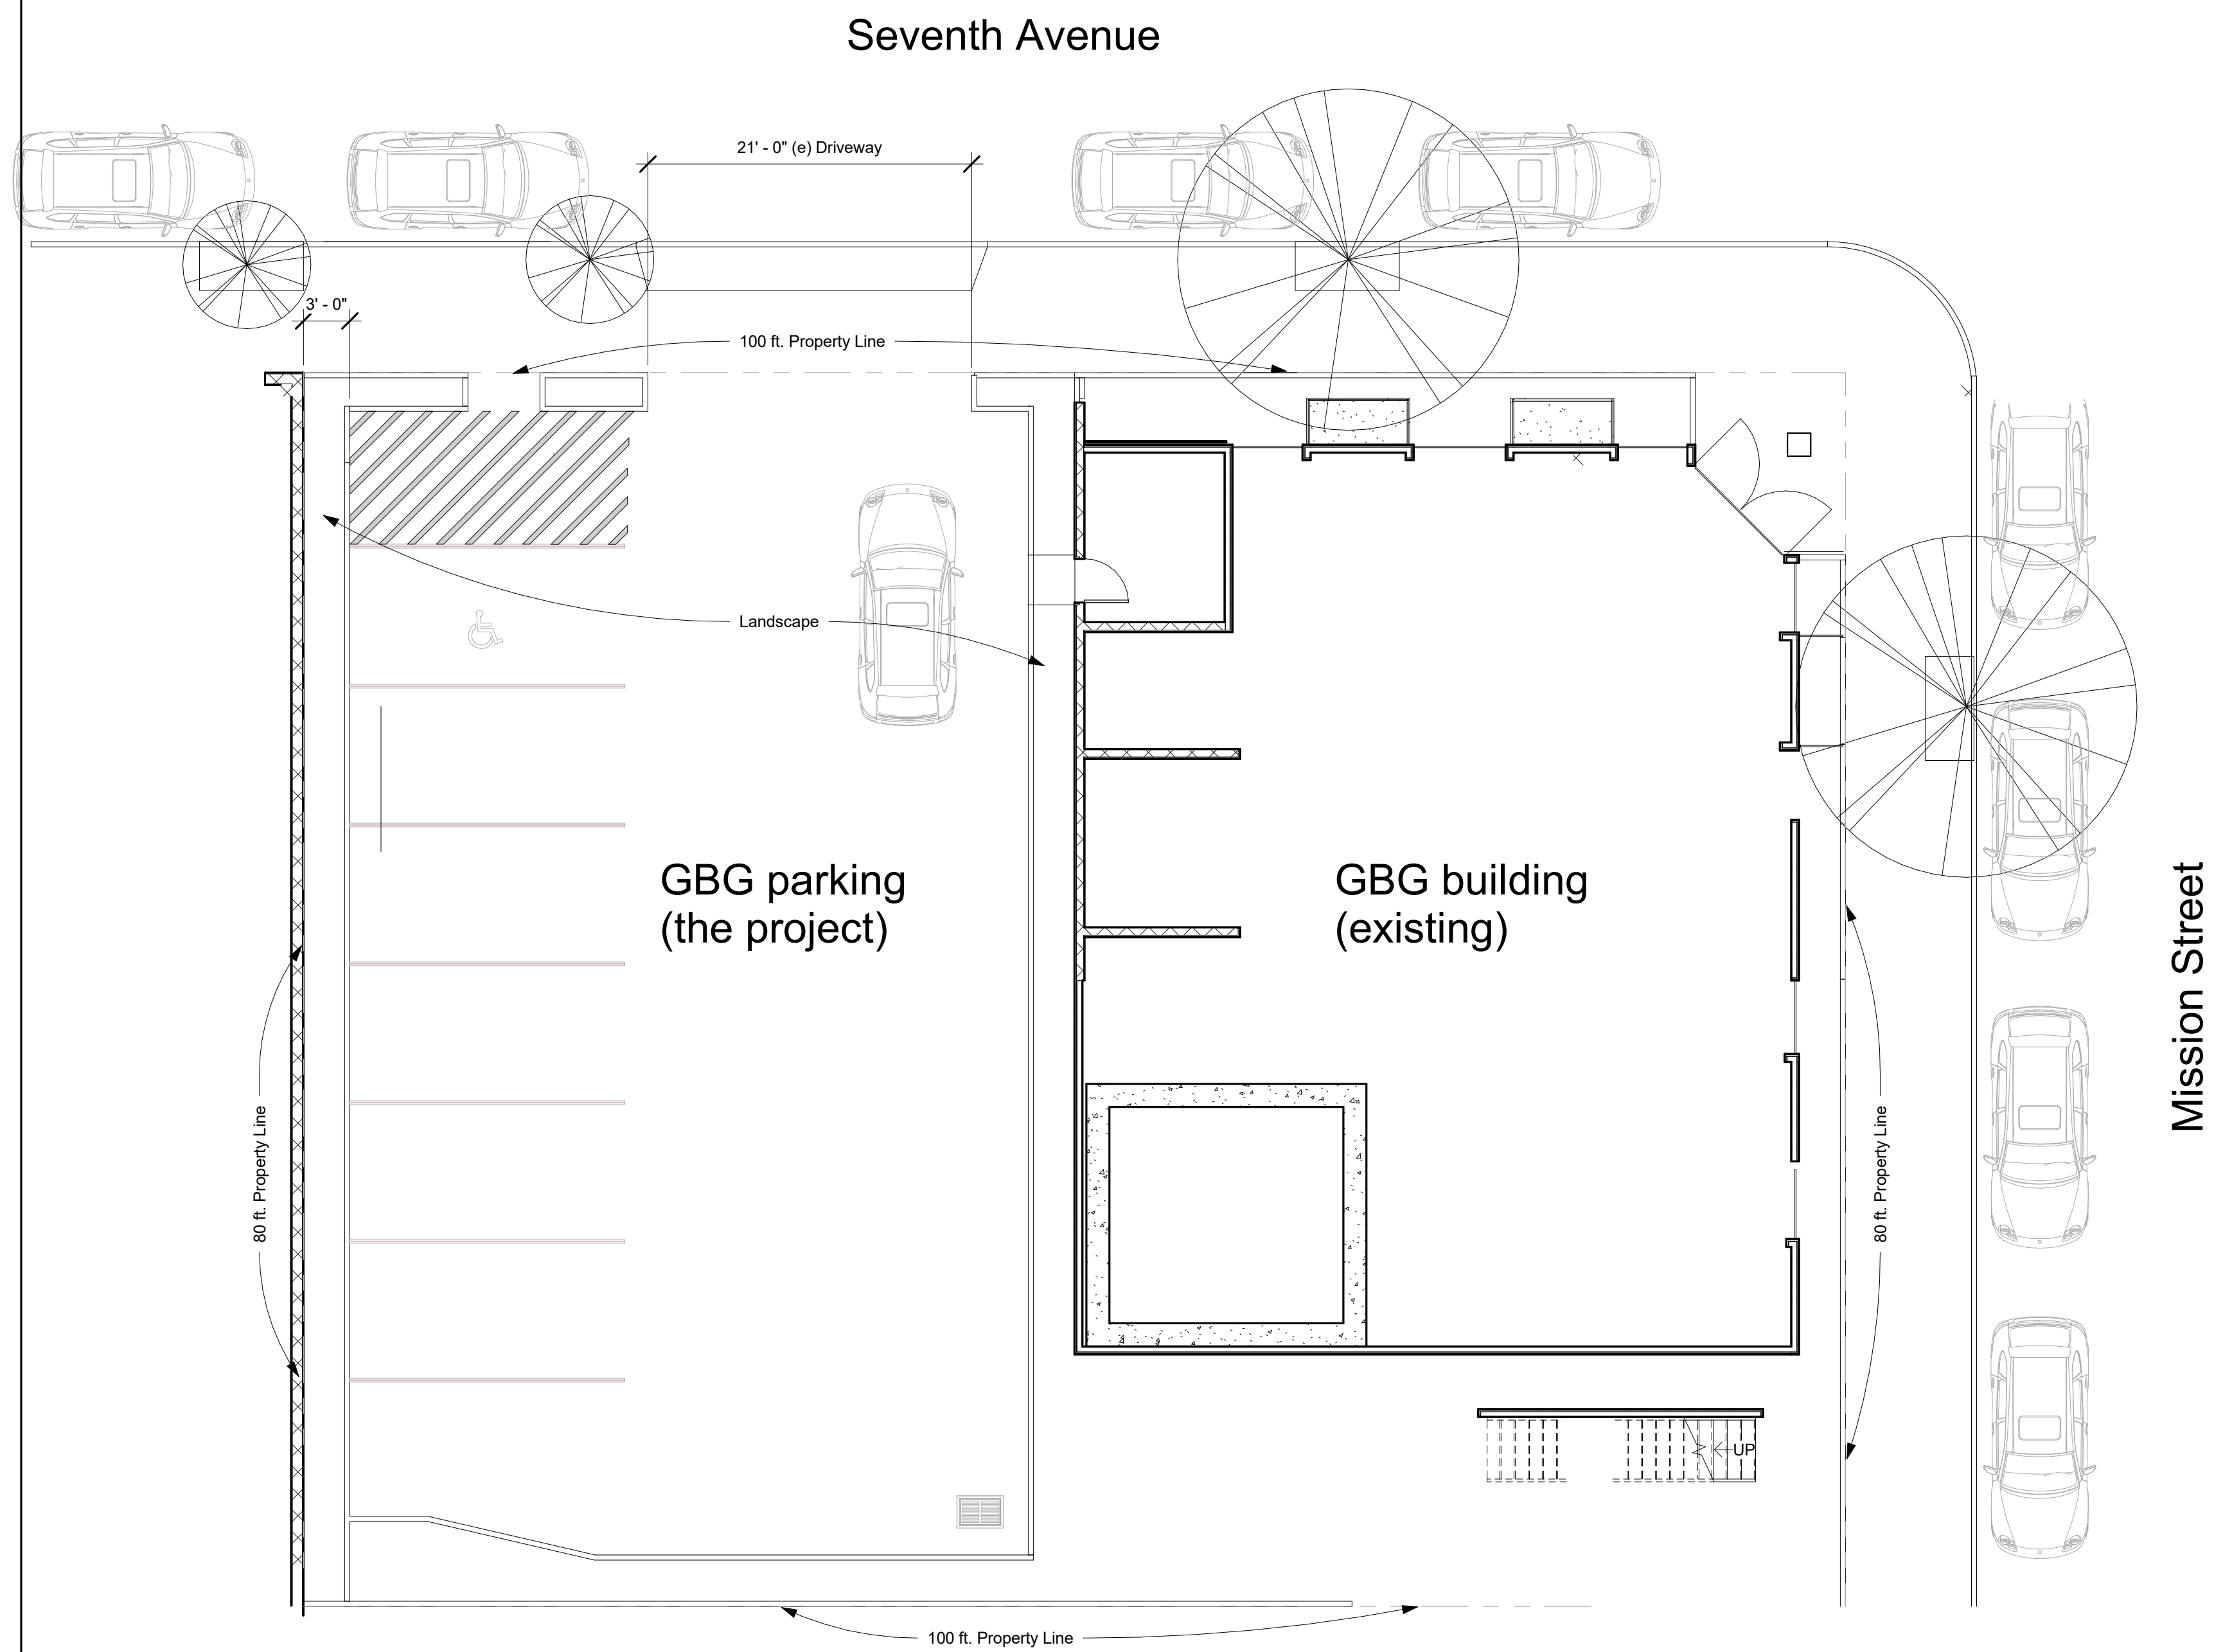 Seventh Avenue
21' - 0" (e) Driveway
3' - 0"
100 ft. Property Line
Landscape
GBG parking
(the project)
GBG building
(existing)
Mission Street
80 ft. Property Line
80 ft. Property Line
UP
100 ft. Property Line